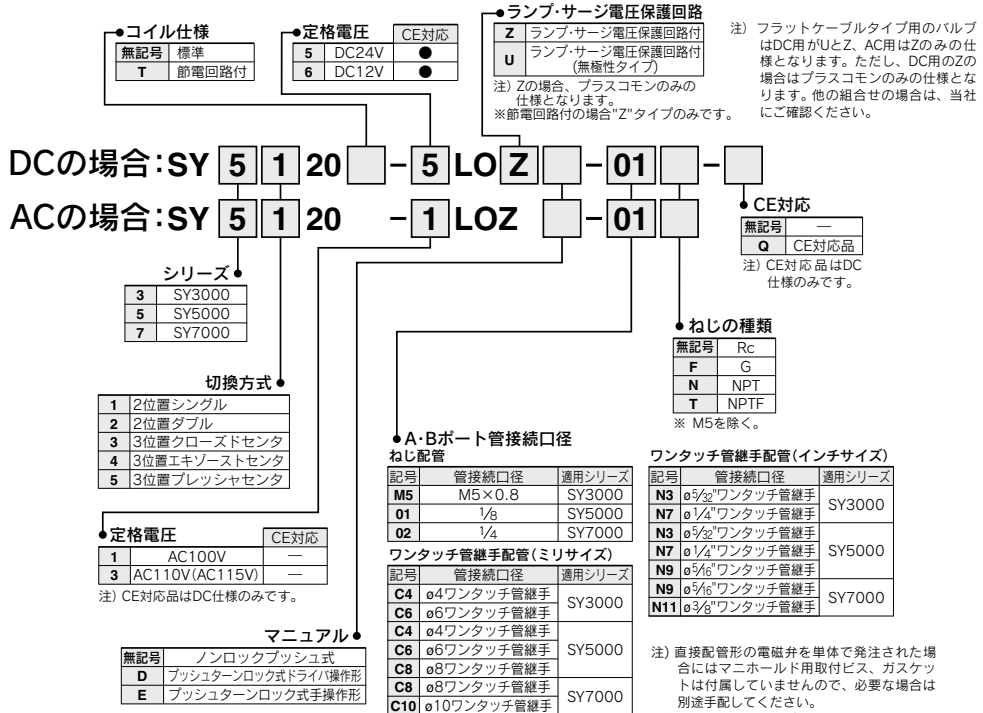 コイル仕様
無記号 標準
T 節電回路付
定格電圧 CE対応
5 DC24V ●
6 DC12V ●
ランプ・サージ電圧保護回路
Z ランプ・サージ電圧保護回路付
U ランプ・サージ電圧保護回路付
(無極性タイプ)
注) Zの場合、プラスコモンのみの
仕様となります。
※節電回路付の場合"Z"タイプのみです。
注) フラットケーブルタイプ用のバルブ
はDC用がUとZ、AC用はZのみの仕
様となります。ただし、DC用のZの
場合はプラスコモンのみの仕様とな
ります。他の組合せの場合は、当社
にご確認ください。
DCの場合:SY 5 1 20 - 5 LO Z - 01 -
ACの場合:SY 5 1 20 - 1 LOZ - 01
CE対応
無記号 —
Q CE対応品
注) CE対応品はDC
仕様のみです。
シリーズ
3 SY3000
5 SY5000
7 SY7000
ねじの種類
無記号 Rc
F G
N NPT
T NPTF
※ M5を除く。
切換方式
1 2位置シングル
2 2位置ダブル
3 3位置クローズドセンタ
4 3位置エキゾーストセンタ
5 3位置プレッシャセンタ
定格電圧 CE対応
1 AC100V —
3 AC110V(AC115V) —
注) CE対応品はDC仕様のみです。
マニュアル
無記号 ノンロックプッシュ式
D プッシュターンロック式ドライバ操作形
E プッシュターンロック式手操作形
A・Bポート管接続口径
ねじ配管
記号 管接続口径 適用シリーズ
M5 M5×0.8 SY3000
01 1/8 SY5000
02 1/4 SY7000
ワンタッチ管継手配管(ミリサイズ)
記号 管接続口径 適用シリーズ
C4 ø4ワンタッチ管継手 SY3000
C6 ø6ワンタッチ管継手
C4 ø4ワンタッチ管継手 SY5000
C6 ø6ワンタッチ管継手
C8 ø8ワンタッチ管継手
C8 ø8ワンタッチ管継手 SY7000
C10 ø10ワンタッチ管継手
ワンタッチ管継手配管(インチサイズ)
記号 管接続口径 適用シリーズ
N3 ø5/32"ワンタッチ管継手 SY3000
N7 ø1/4"ワンタッチ管継手
N3 ø5/32"ワンタッチ管継手 SY5000
N7 ø1/4"ワンタッチ管継手
N9 ø5/16"ワンタッチ管継手
N9 ø5/16"ワンタッチ管継手 SY7000
N11 ø3/8"ワンタッチ管継手
注) 直接配管形の電磁弁を単体で発注された場
合にはマニホールド用取付ビス、ガスケッ
トは付属していませんので、必要な場合は
別途手配してください。